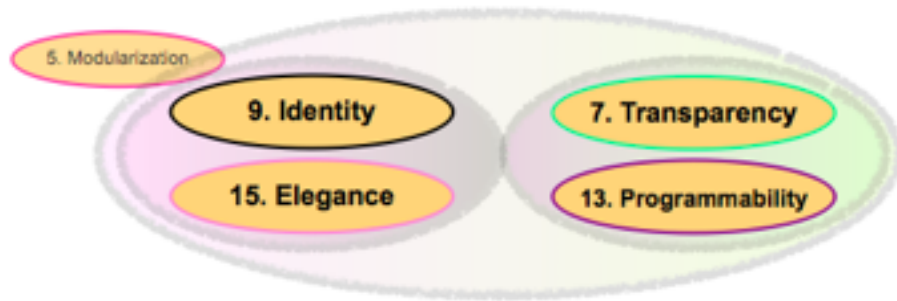 5. Modularization
9. Identity
7. Transparency
15. Elegance
13. Programmability